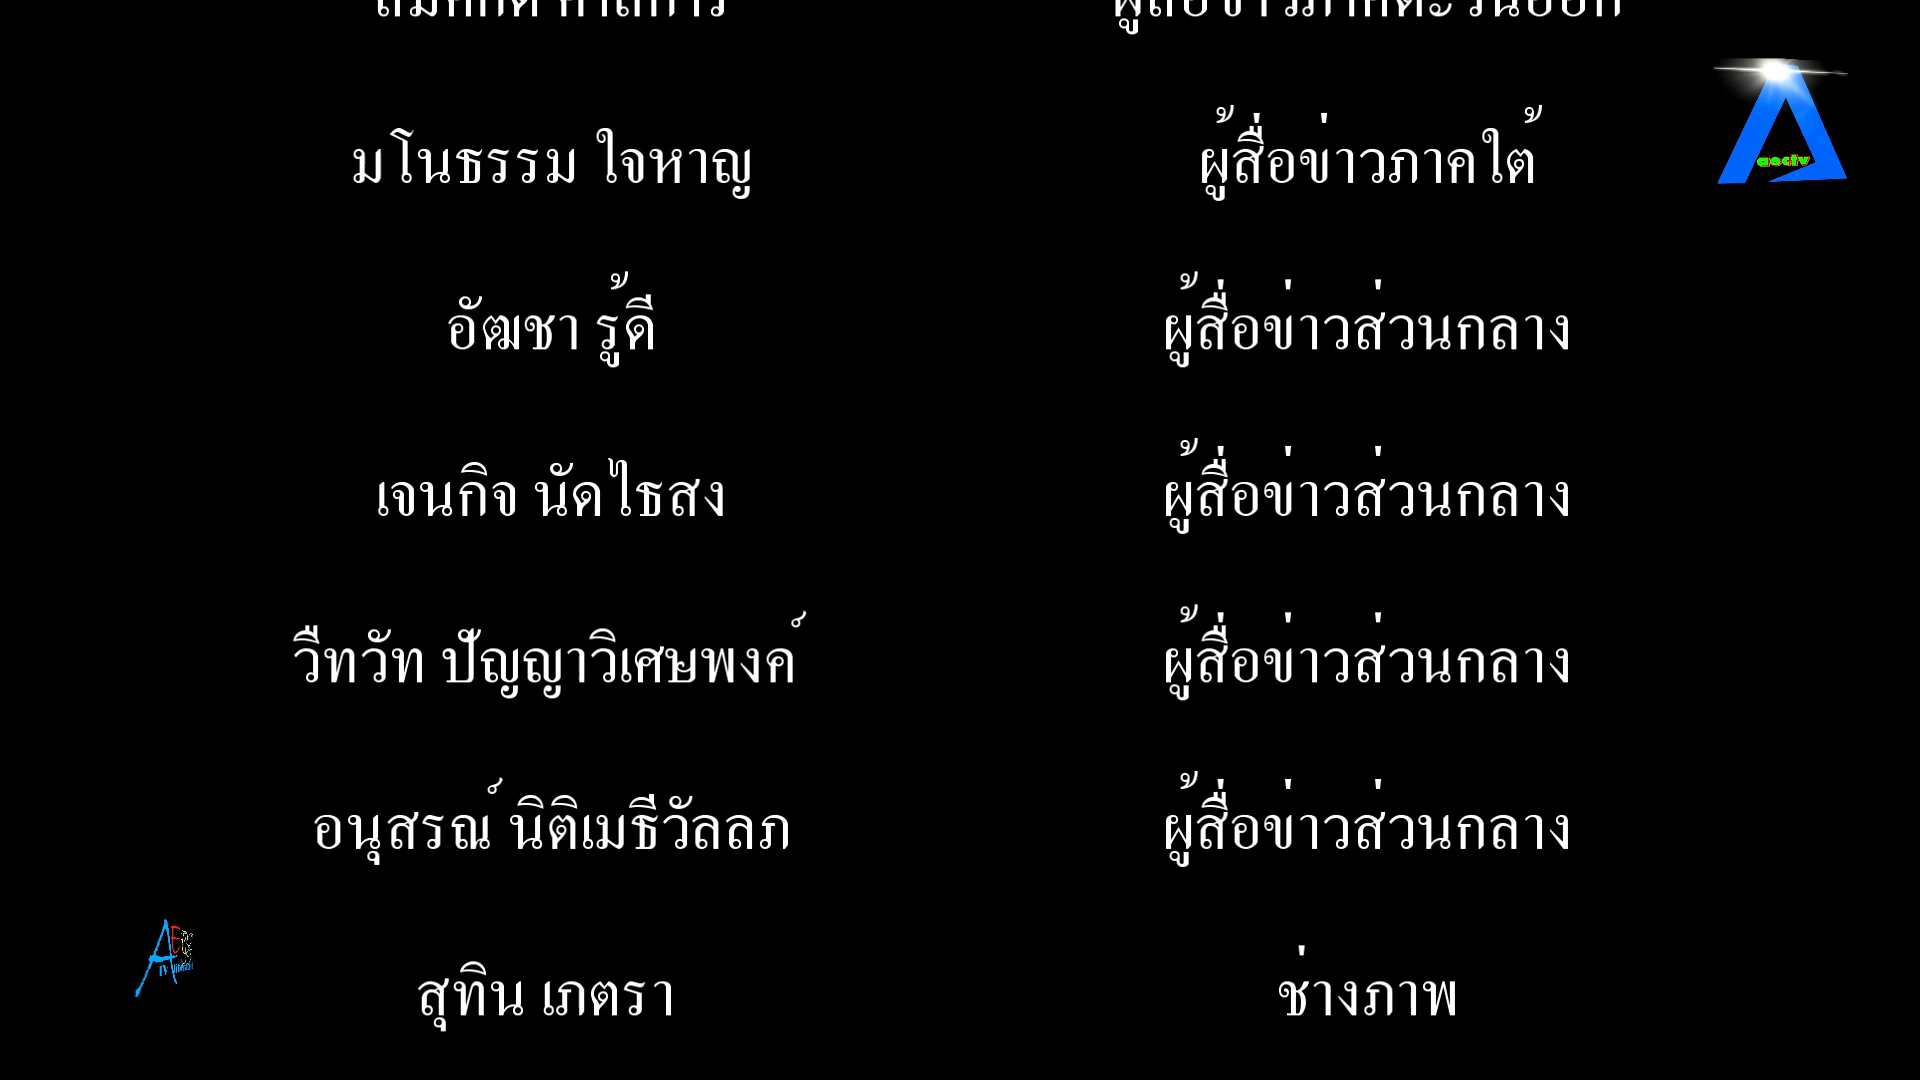 มโนธรรม ใจหาญ ผู้สื่อข่าวภาคใต้
aectv
อัฒชา รู้ดี ผู้สื่อข่าวส่วนกลาง
เจนกิจ นัดไธสง ผู้สื่อข่าวส่วนกลาง
วืทวัท ปัญญาวิเศษพงค์ ผู้สื่อข่าวส่วนกลาง
อนุสรณ์ นิติเมธีวัลลภ ผู้สื่อข่าวส่วนกลาง
สุทิน เภตรา ช่างภาพ